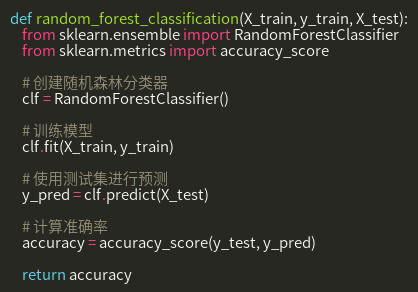 def random_forest_classification(X_train, y_train, X_test):
from sklearn.ensemble import RandomForestClassifier
from sklearn.metrics import accuracy_score
# 创建随机森林分类器
clf = RandomForestClassifier()
# 训练模型
clf.fit(X_train, y_train)
# 使用测试集进行预测
y_pred = clf.predict(X_test)
# 计算准确率
accuracy = accuracy_score(y_test, y_pred)
return accuracy